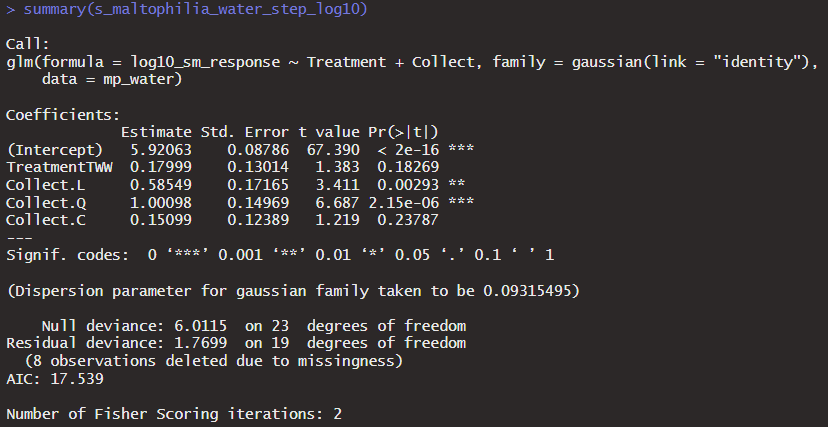 > summary(s_maltophilia_water_step_log10)

Call:
glm(formula = log10_sm_response ~ Treatment + Collect, family = gaussian(link = "identity"),
    data = mp_water)

Coefficients:
             Estimate Std. Error t value Pr(>|t|)
(Intercept)   5.92063    0.08786  67.390  < 2e-16 ***
TreatmentTWW  0.17999    0.13014   1.383  0.18269
Collect.L     0.58549    0.17165   3.411  0.00293 **
Collect.Q     1.00098    0.14969   6.687 2.15e-06 ***
Collect.C     0.15099    0.12389   1.219  0.23787
---
Signif. codes:  0 ‘***’ 0.001 ‘**’ 0.01 ‘*’ 0.05 ‘.’ 0.1 ‘ ’ 1

(Dispersion parameter for gaussian family taken to be 0.09315495)

    Null deviance: 6.0115  on 23  degrees of freedom
Residual deviance: 1.7699  on 19  degrees of freedom
  (8 observations deleted due to missingness)
AIC: 17.539

Number of Fisher Scoring iterations: 2